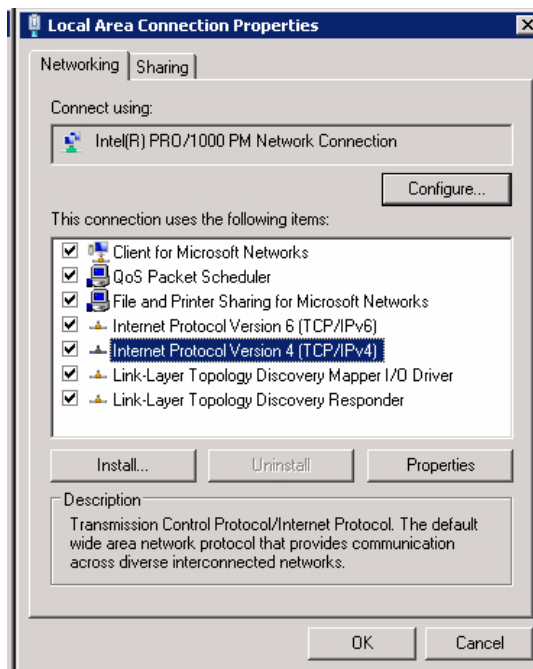 Local Area Connection Properties
Networking
Sharing
Connect using:
Intel(R) PRO/1000 PM Network Connection
Configure...
This connection uses the following items:
Client for Microsoft Networks
QoS Packet Scheduler
File and Printer Sharing for Microsoft Networks
Internet Protocol Version 6 (TCP/IPv6)
Internet Protocol Version 4 (TCP/IPv4)
Link-Layer Topology Discovery Mapper I/O Driver
Link-Layer Topology Discovery Responder
Install...
Uninstall
Properties
Description
Transmission Control Protocol/Internet Protocol. The default
wide area network protocol that provides communication
across diverse interconnected networks.
OK
Cancel